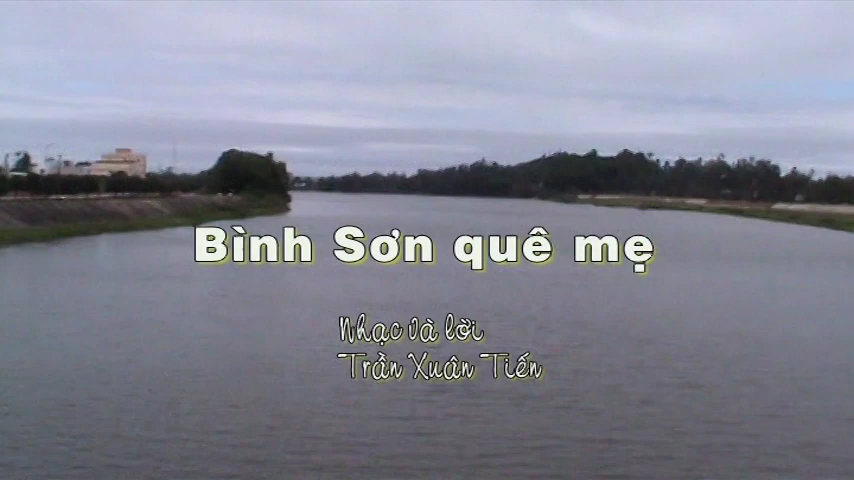 Bình Sơn quê mẹ
Nhạc và lời
Trần Xuân Tiến